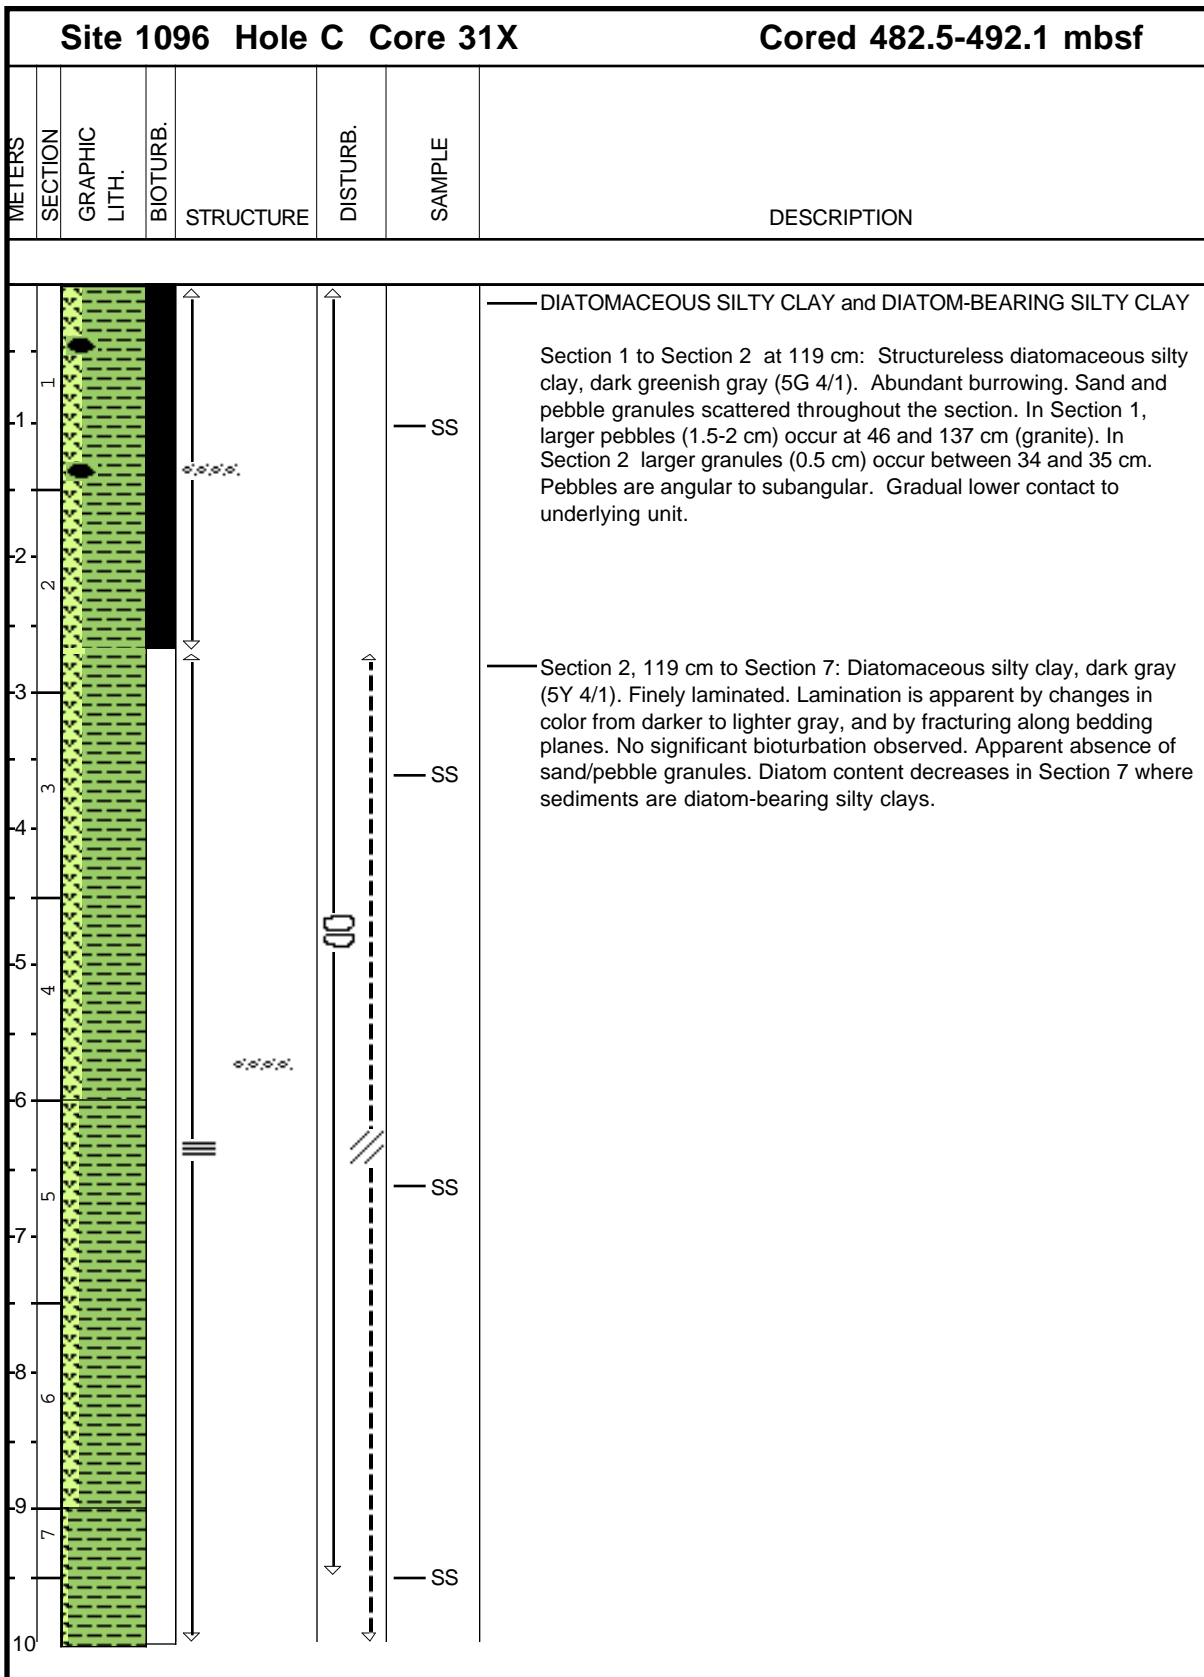 Site 1096 Hole C Core 31X
Cored 482.5-492.1 mbsf
METERS
SECTION
GRAPHIC
LITH.
BIOTURB.
STRUCTURE
DISTURB.
SAMPLE
DESCRIPTION
DIATOMACEOUS SILTY CLAY and DIATOM-BEARING SILTY CLAY
Section 1 to Section 2 at 119 cm: Structureless diatomaceous silty
clay, dark greenish gray (5G 4/1). Abundant burrowing. Sand and
pebble granules scattered throughout the section. In Section 1,
larger pebbles (1.5-2 cm) occur at 46 and 137 cm (granite). In
Section 2 larger granules (0.5 cm) occur between 34 and 35 cm.
Pebbles are angular to subangular. Gradual lower contact to
underlying unit.
Section 2, 119 cm to Section 7: Diatomaceous silty clay, dark gray
(5Y 4/1). Finely laminated. Lamination is apparent by changes in
color from darker to lighter gray, and by fracturing along bedding
planes. No significant bioturbation observed. Apparent absence of
sand/pebble granules. Diatom content decreases in Section 7 where
sediments are diatom-bearing silty clays.
1
2
3
4
5
6
7
8
9
10
1
2
3
4
5
6
7
SS
SS
SS
SS